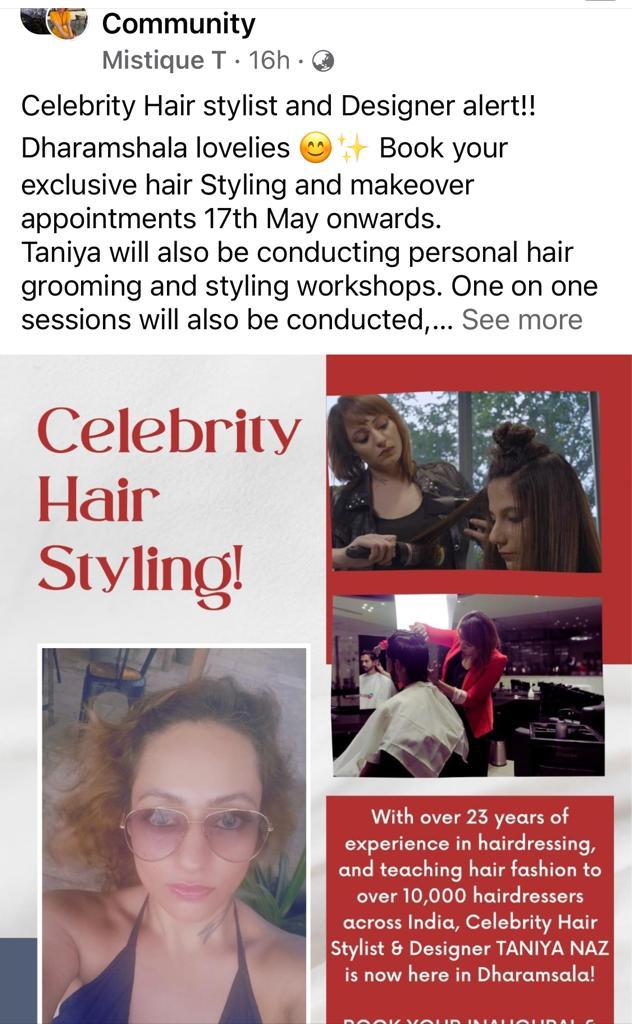 Community
Mistique T · 16h ·
Celebrity Hair stylist and Designer alert!!
Dharamshala lovelies 😊✨ Book your
exclusive hair Styling and makeover
appointments 17th May onwards.
Taniya will also be conducting personal hair
grooming and styling workshops. One on one
sessions will also be conducted,... See more
Celebrity
Hair
Styling!
With over 23 years of
experience in hairdressing,
and teaching hair fashion to
over 10,000 hairdressers
across India, Celebrity Hair
Stylist & Designer TANIYA NAZ
is now here in Dharamsala!
BOOK YOUR INAUGURAL &